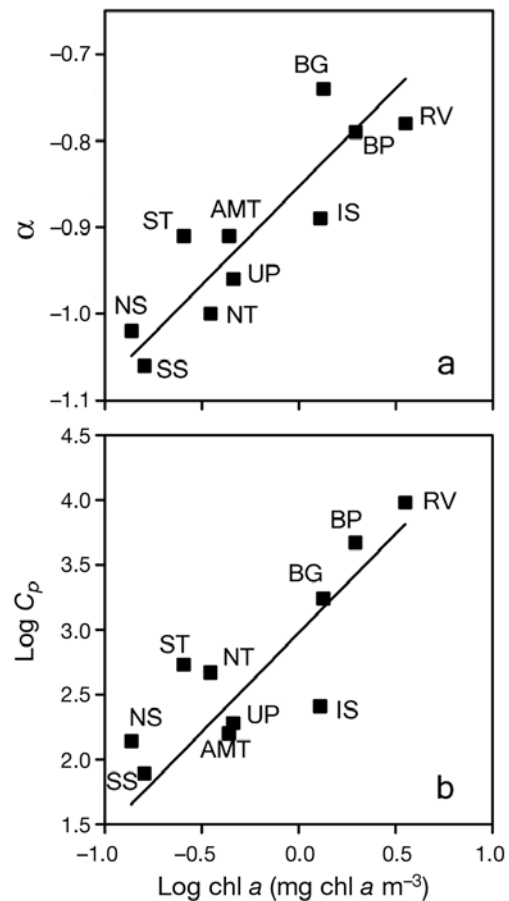 −0.7
−0.8
−0.9
−1.0
−1.1
α
BG
RV
BP
ST
AMT
IS
UP
NS
NT
SS
a
4.5
4.0
3.5
3.0
2.5
2.0
1.5
Log Cp
RV
BP
BG
ST
NT
NS
UP
IS
AMT
SS
b
−1.0 −0.5 0.0 0.5 1.0
Log chl a (mg chl a m⁻³)